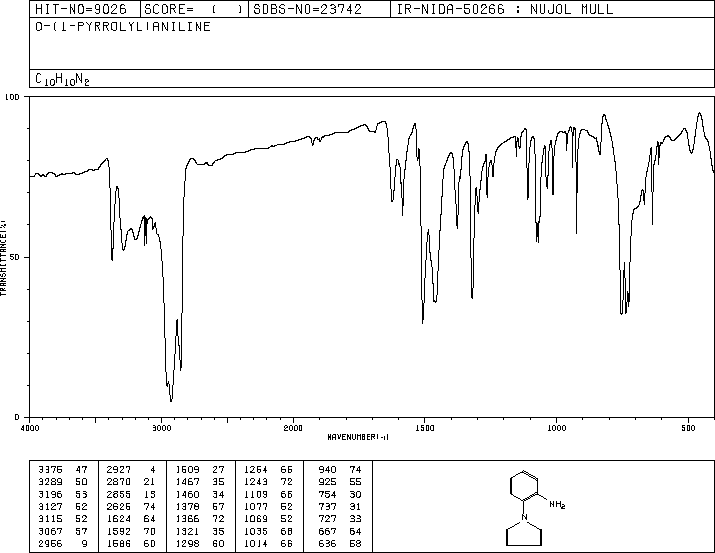 HIT-NO=9026 SCORE= ( ) SDBS-NO=23742 IR-NIDA-50266 : NUJOL MULL
O-(1-PYRROLYL)ANILINE
C10H10N2
100
50
0
TRANSMITTANCE(%)
4000 3000 2000 1500 1000 500
WAVENUMBER(-1)
3376 47 2927 4 1509 27 1264 66 940 74
3289 50 2870 21 1467 35 1243 72 925 55
3196 53 2855 15 1460 34 1109 66 754 30
3127 52 2625 74 1378 57 1077 52 737 31
3115 52 1624 64 1366 72 1069 52 727 33
3067 57 1592 70 1321 35 1035 68 667 64
2956 9 1586 60 1298 60 1014 66 636 58
NH2
N